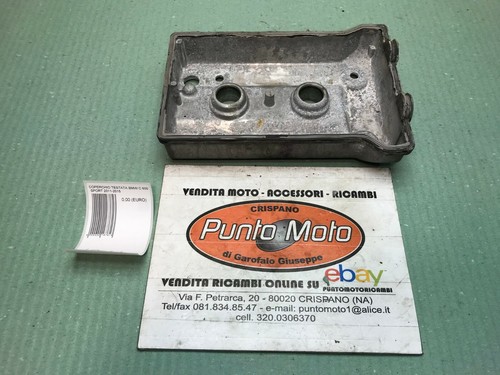 COPERCHIO TESTATA BMW C 600
SPORT 2011-2015
0.00 (EURO)
VENDITA MOTO - ACCESSORI - RICAMBI
CRISPANO
Punto Moto
di Garofalo Giuseppe
VENDITA RICAMBI ONLINE SU ebay
PUNTOMOTORICAMBI
Via F. Petrarca, 20 - 80020 CRISPANO (NA)
Tel/fax 081.834.85.47 - e-mail: puntomoto1@alice.it
cell. 320.0306370